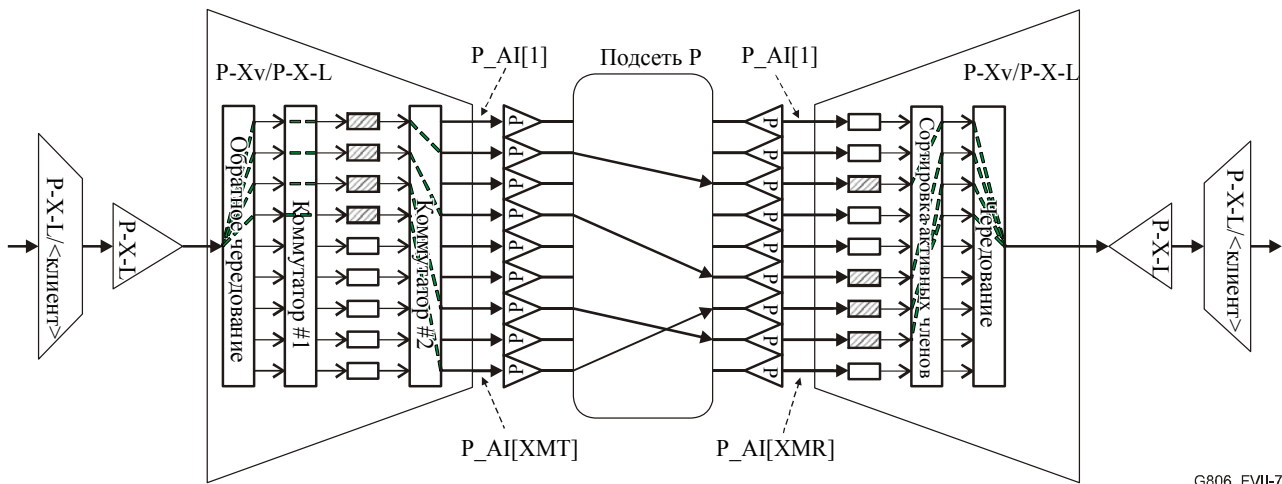 P-X-L/<клиент>
P-X-L
P-Xv/P-X-L
Обратное чередование
Коммутатор #1
Коммутатор #2
P_AI[1]
P_AI[XMT]
P
P
P
P
P
P
P
P
P
Подсеть P
P
P
P
P
P
P
P
P
P
P_AI[1]
P_AI[XMR]
P-Xv/P-X-L
Сортировка активных членов
Чередование
P-X-L
P-X-L/<клиент>
G806_FVII-7